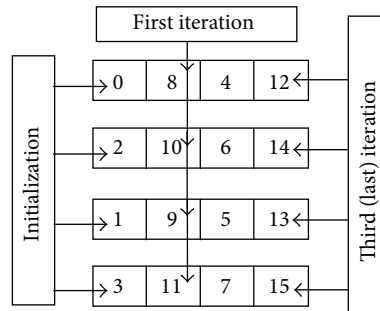 First iteration
Initialization
0 8 4 12
2 10 6 14
1 9 5 13
3 11 7 15
Third (last) iteration